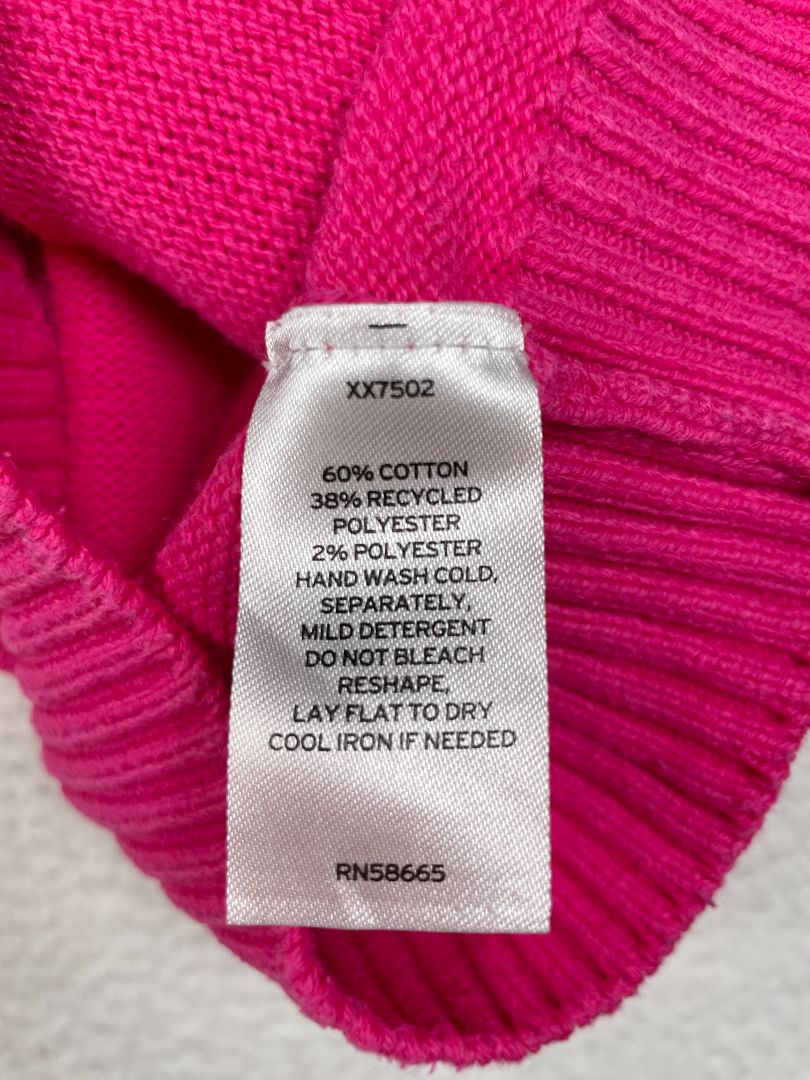 XX7502
60% COTTON
38% RECYCLED
POLYESTER
2% POLYESTER
HAND WASH COLD,
SEPARATELY,
MILD DETERGENT
DO NOT BLEACH
RESHAPE,
LAY FLAT TO DRY
COOL IRON IF NEEDED
RN58665